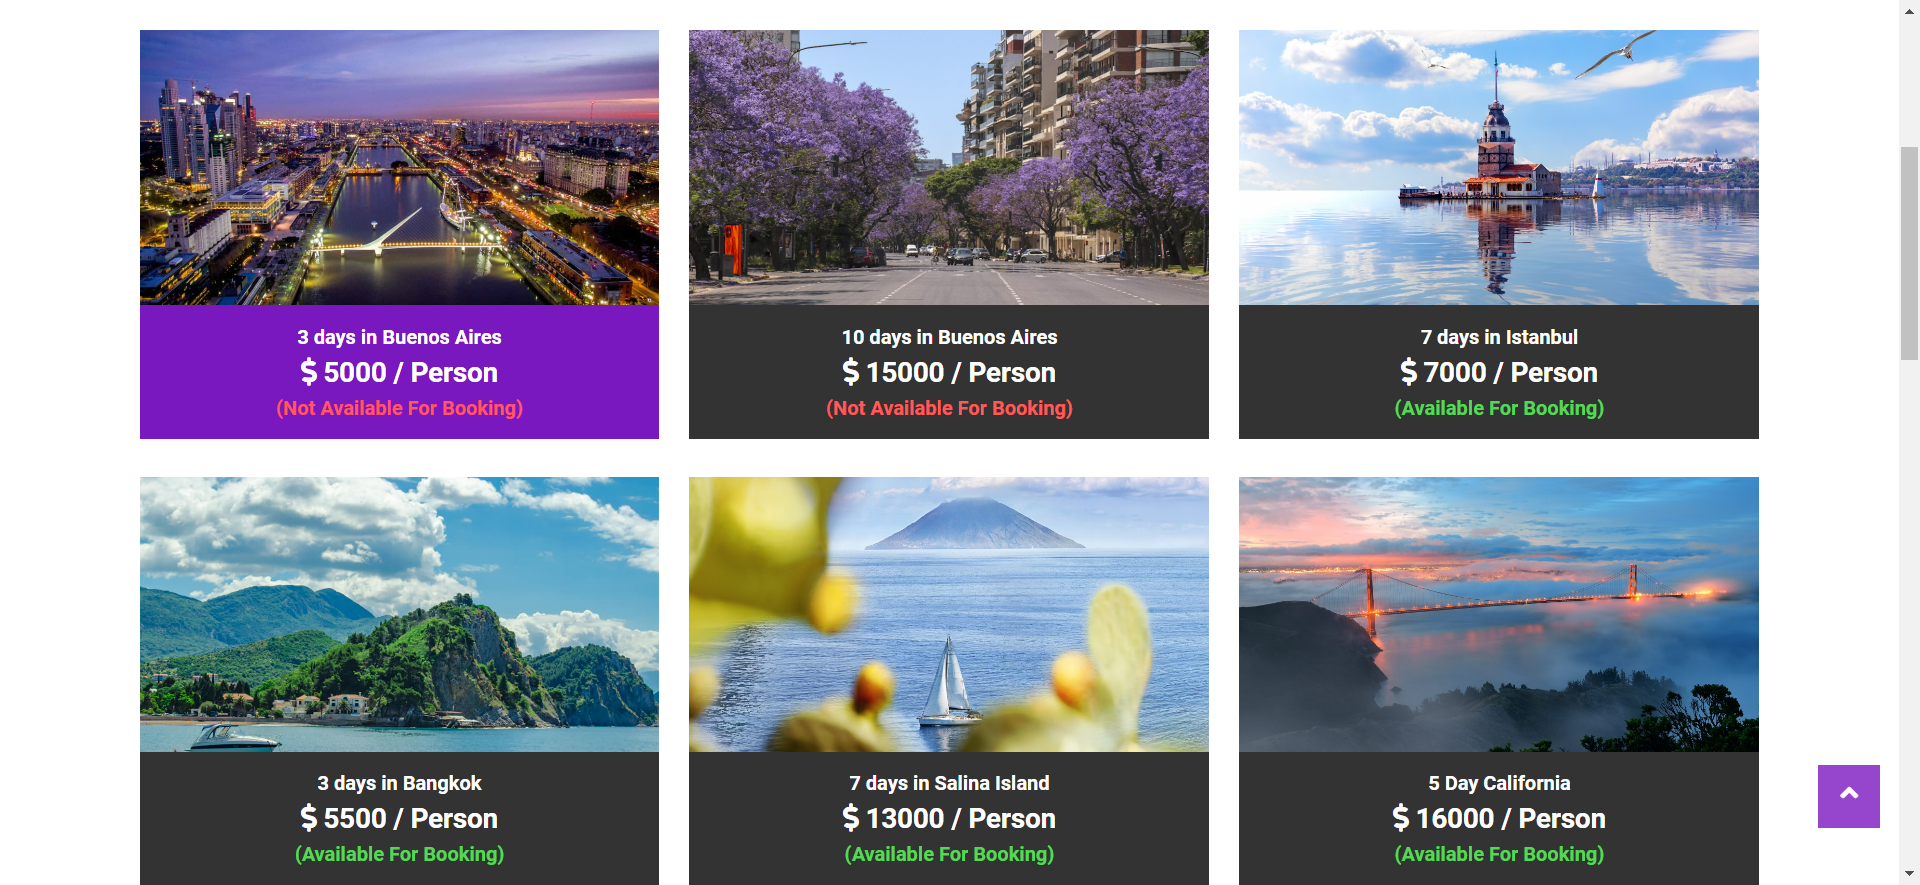 3 days in Buenos Aires
$ 5000 / Person
(Not Available For Booking)
10 days in Buenos Aires
$ 15000 / Person
(Not Available For Booking)
7 days in Istanbul
$ 7000 / Person
(Available For Booking)
3 days in Bangkok
$ 5500 / Person
(Available For Booking)
7 days in Salina Island
$ 13000 / Person
(Available For Booking)
5 Day California
$ 16000 / Person
(Available For Booking)